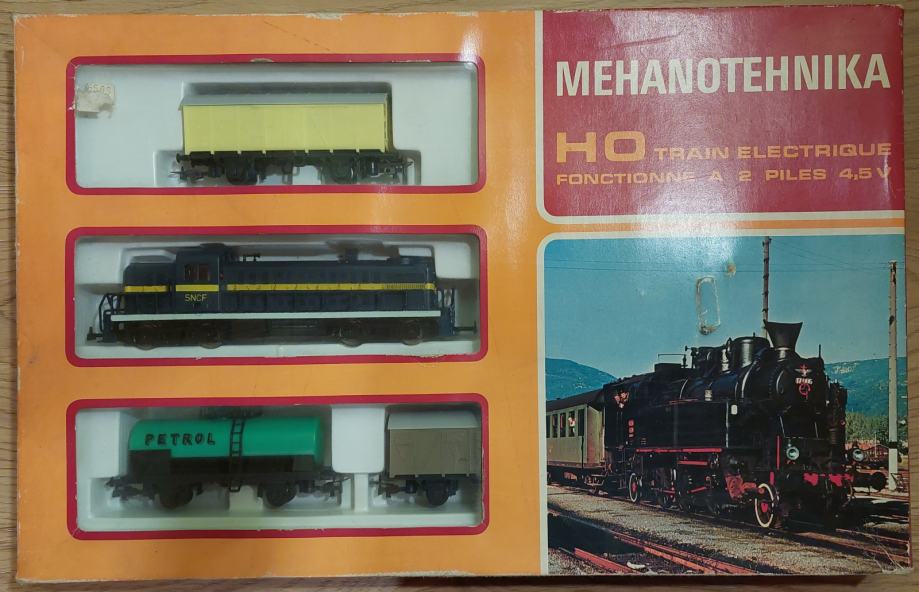 MEHANOTEHNIKA
HO TRAIN ELECTRIQUE
FONCTIONNE A 2 PILES 4,5 V
SNCF
PETROL